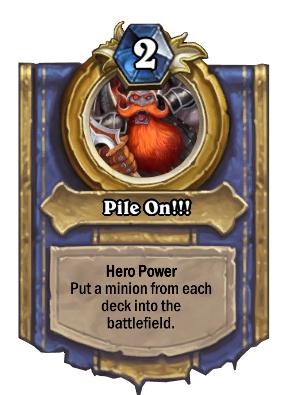 2
Pile On!!!
Hero Power
Put a minion from each
deck into the
battlefield.